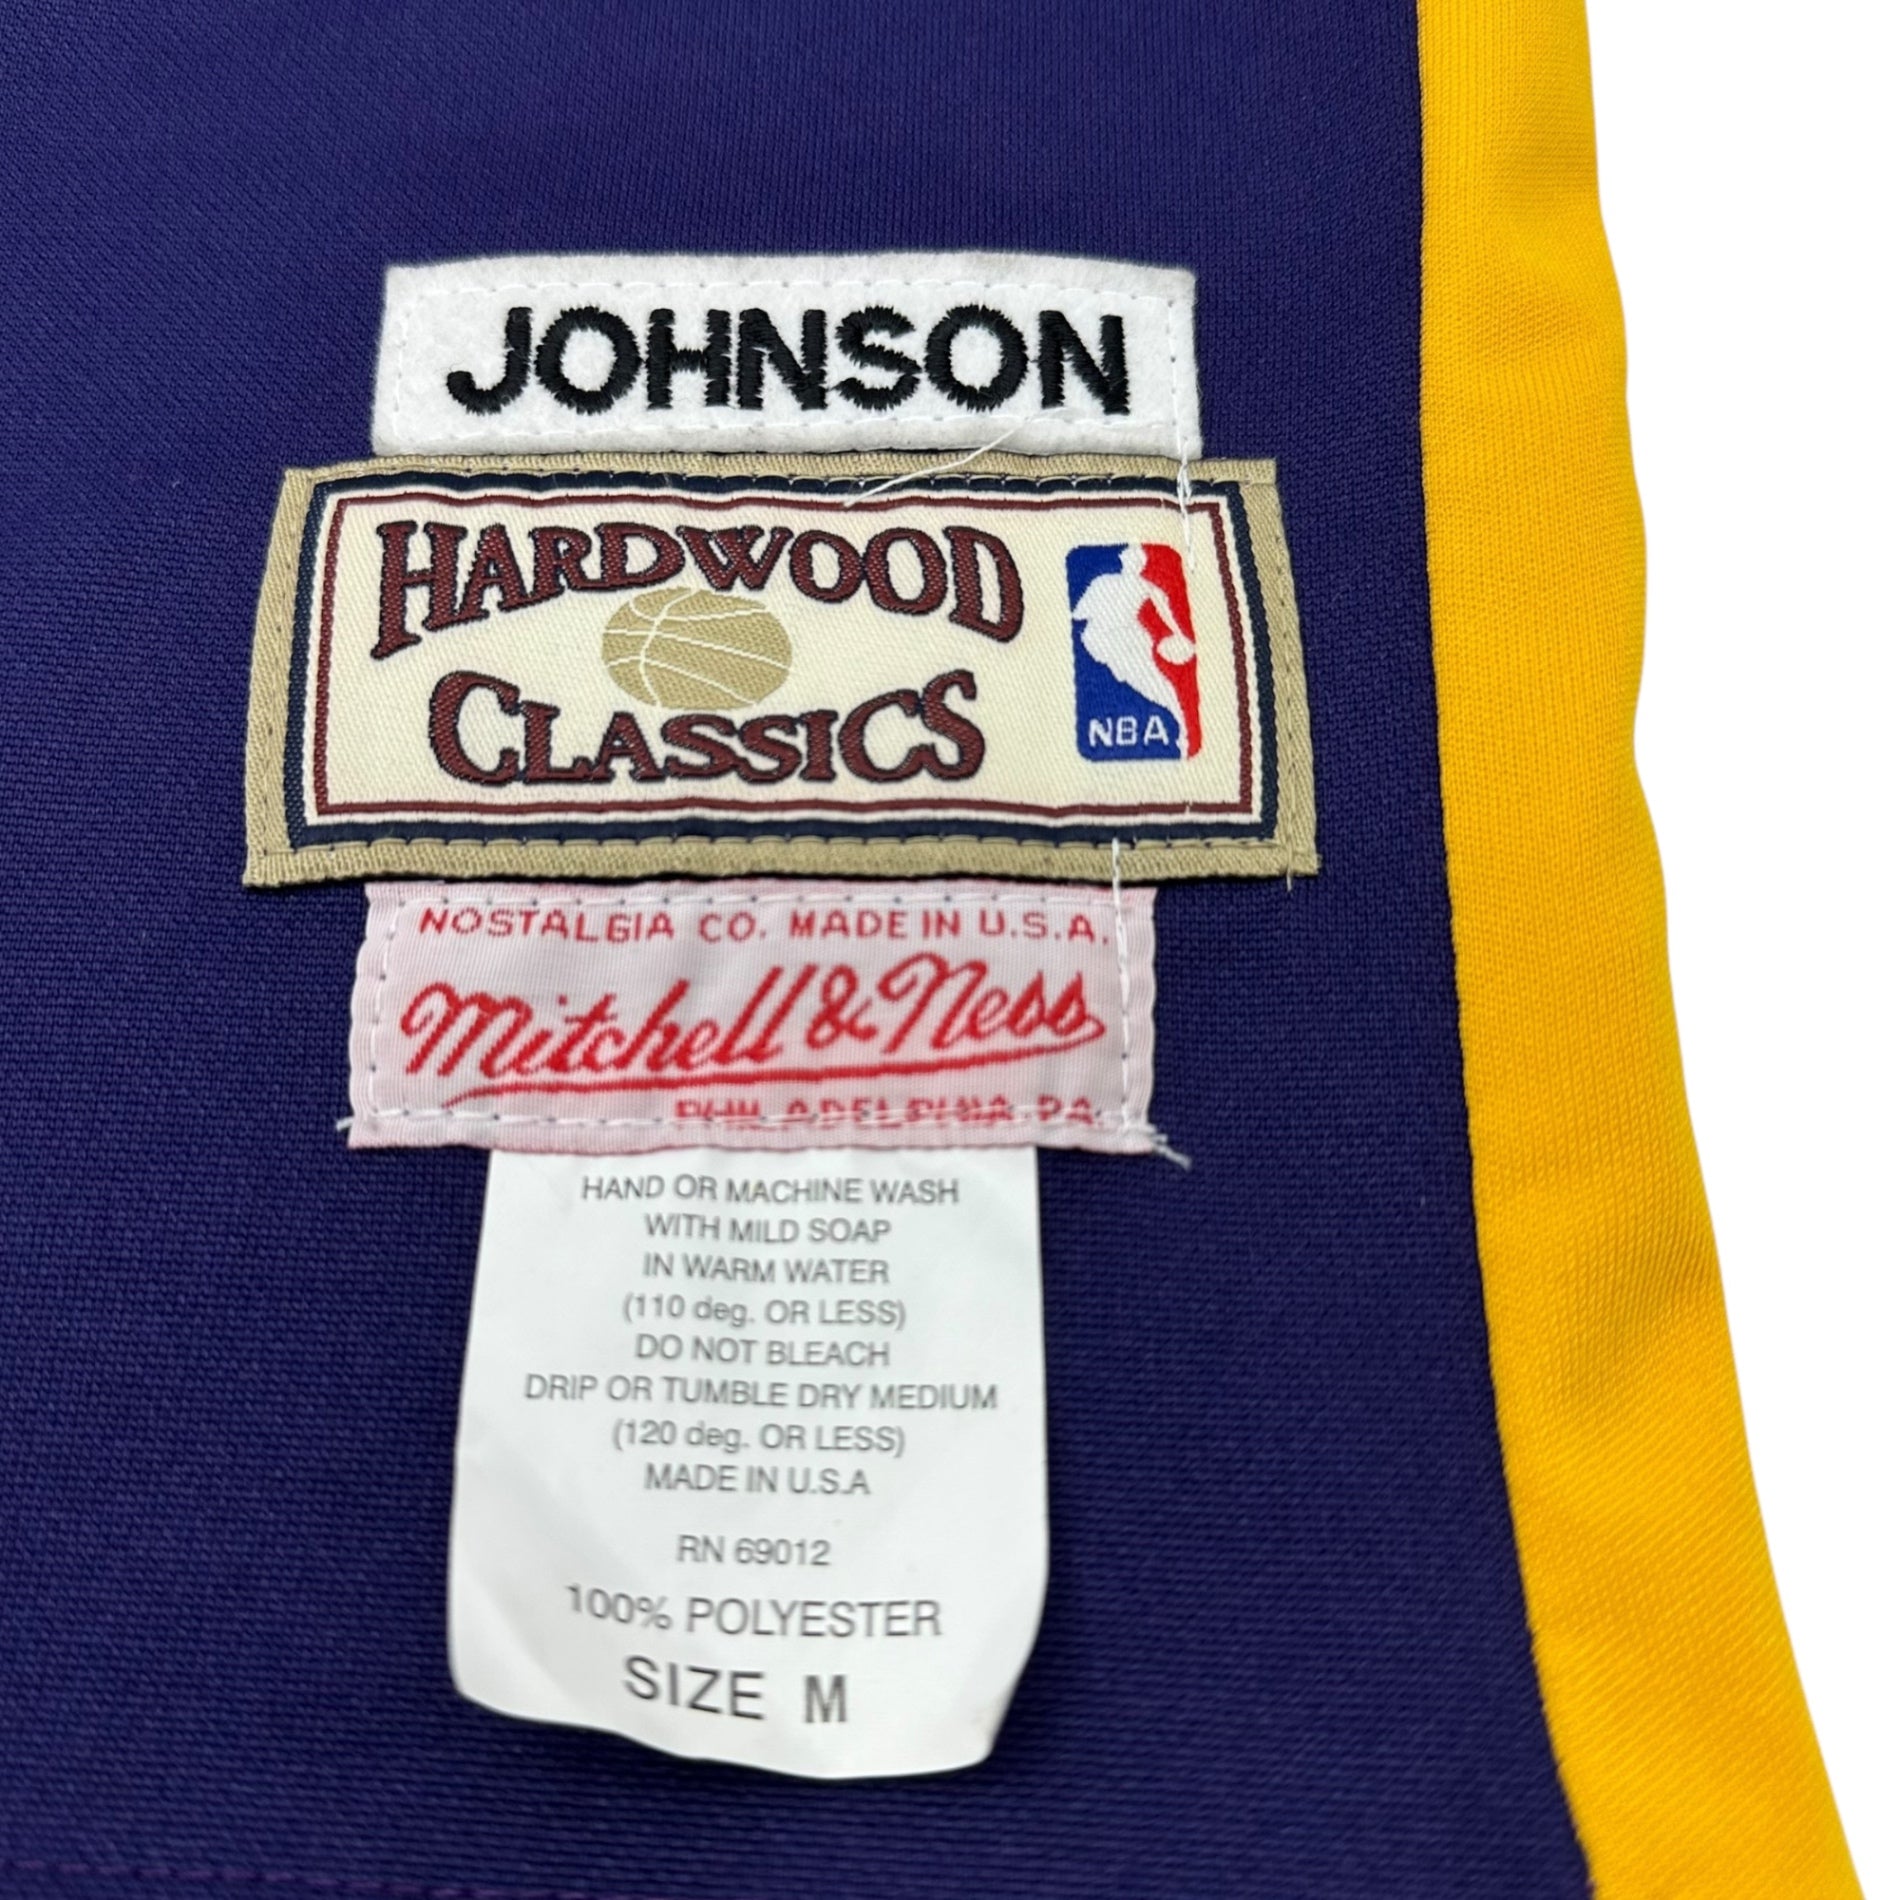 JOHNSON
HARDWOOD
CLASSICS
NBA
NOSTALGIA CO. MADE IN U.S.A.
Mitchell & Ness
PHILADELPHIA PA.
HAND OR MACHINE WASH
WITH MILD SOAP
IN WARM WATER
(110 deg. OR LESS)
DO NOT BLEACH
DRIP OR TUMBLE DRY MEDIUM
(120 deg. OR LESS)
MADE IN U.S.A
RN 69012
100% POLYESTER
SIZE M